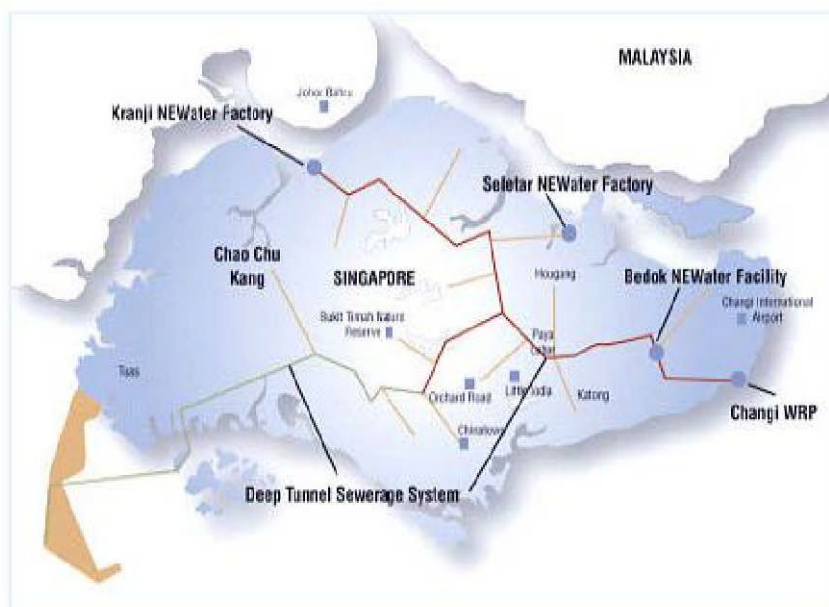 MALAYSIA
Johor Bahru
Kranji NEWater Factory
Seletar NEWater Factory
Chao Chu
Kang
SINGAPORE
Hougang
Bedok NEWater Facility
Changi International
Airport
Bukit Timah Nature
Reserve
Paya
Lebar
Tuas
Orchard Road
Little India
Katong
Changi WRP
Chinatown
Deep Tunnel Sewerage System